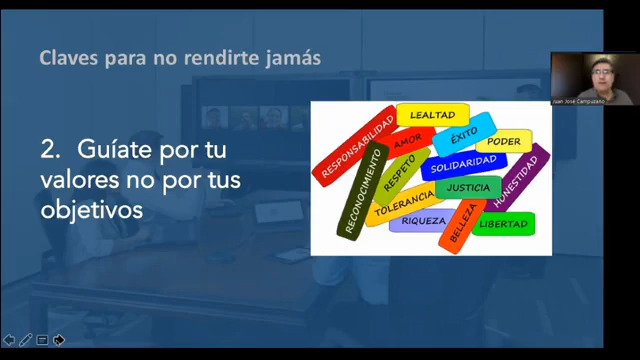 Claves para no rendirte jamás
2. Guíate por tu
valores no por tus
objetivos
LEALTAD
RESPONSABILIDAD
AMOR
ÉXITO
PODER
RECONOCIMIENTO
RESPETO
SOLIDARIDAD
HONESTIDAD
TOLERANCIA
JUSTICIA
RIQUEZA
BELLEZA
LIBERTAD
Juan José Campuzano